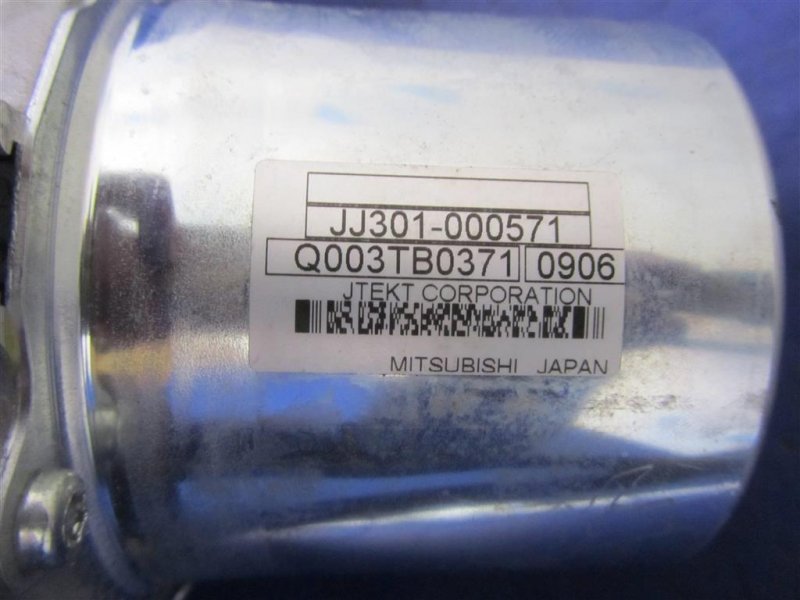 JJ301-000571
Q003TB0371 0906
JTEKT CORPORATION
MITSUBISHI JAPAN